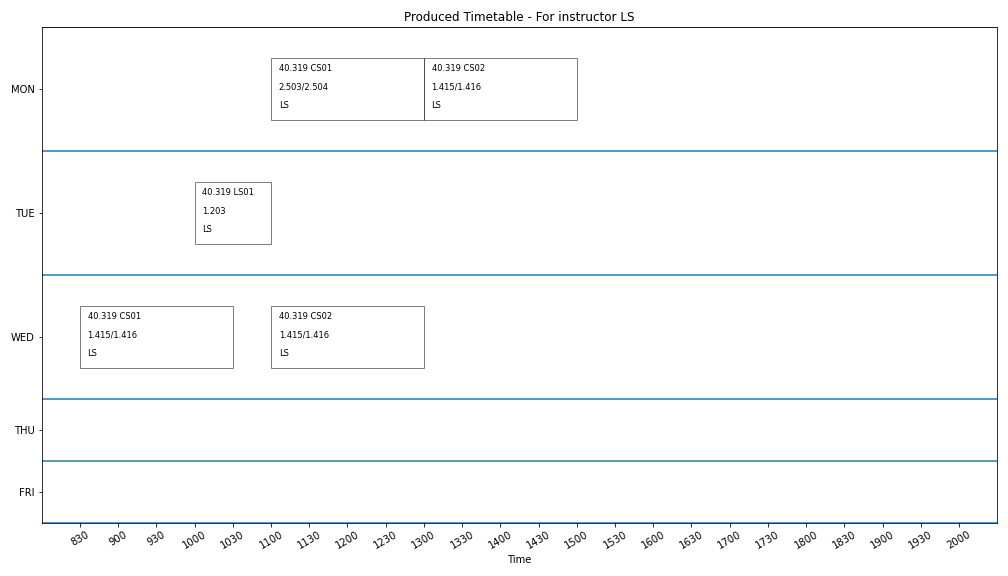 Produced Timetable - For instructor LS
MON
40.319 CS01
2.503/2.504
LS
40.319 CS02
1.415/1.416
LS
TUE
40.319 LS01
1.203
LS
WED
40.319 CS01
1.415/1.416
LS
40.319 CS02
1.415/1.416
LS
THU
FRI
830 900 930 1000 1030 1100 1130 1200 1230 1300 1330 1400 1430 1500 1530 1600 1630 1700 1730 1800 1830 1900 1930 2000
Time